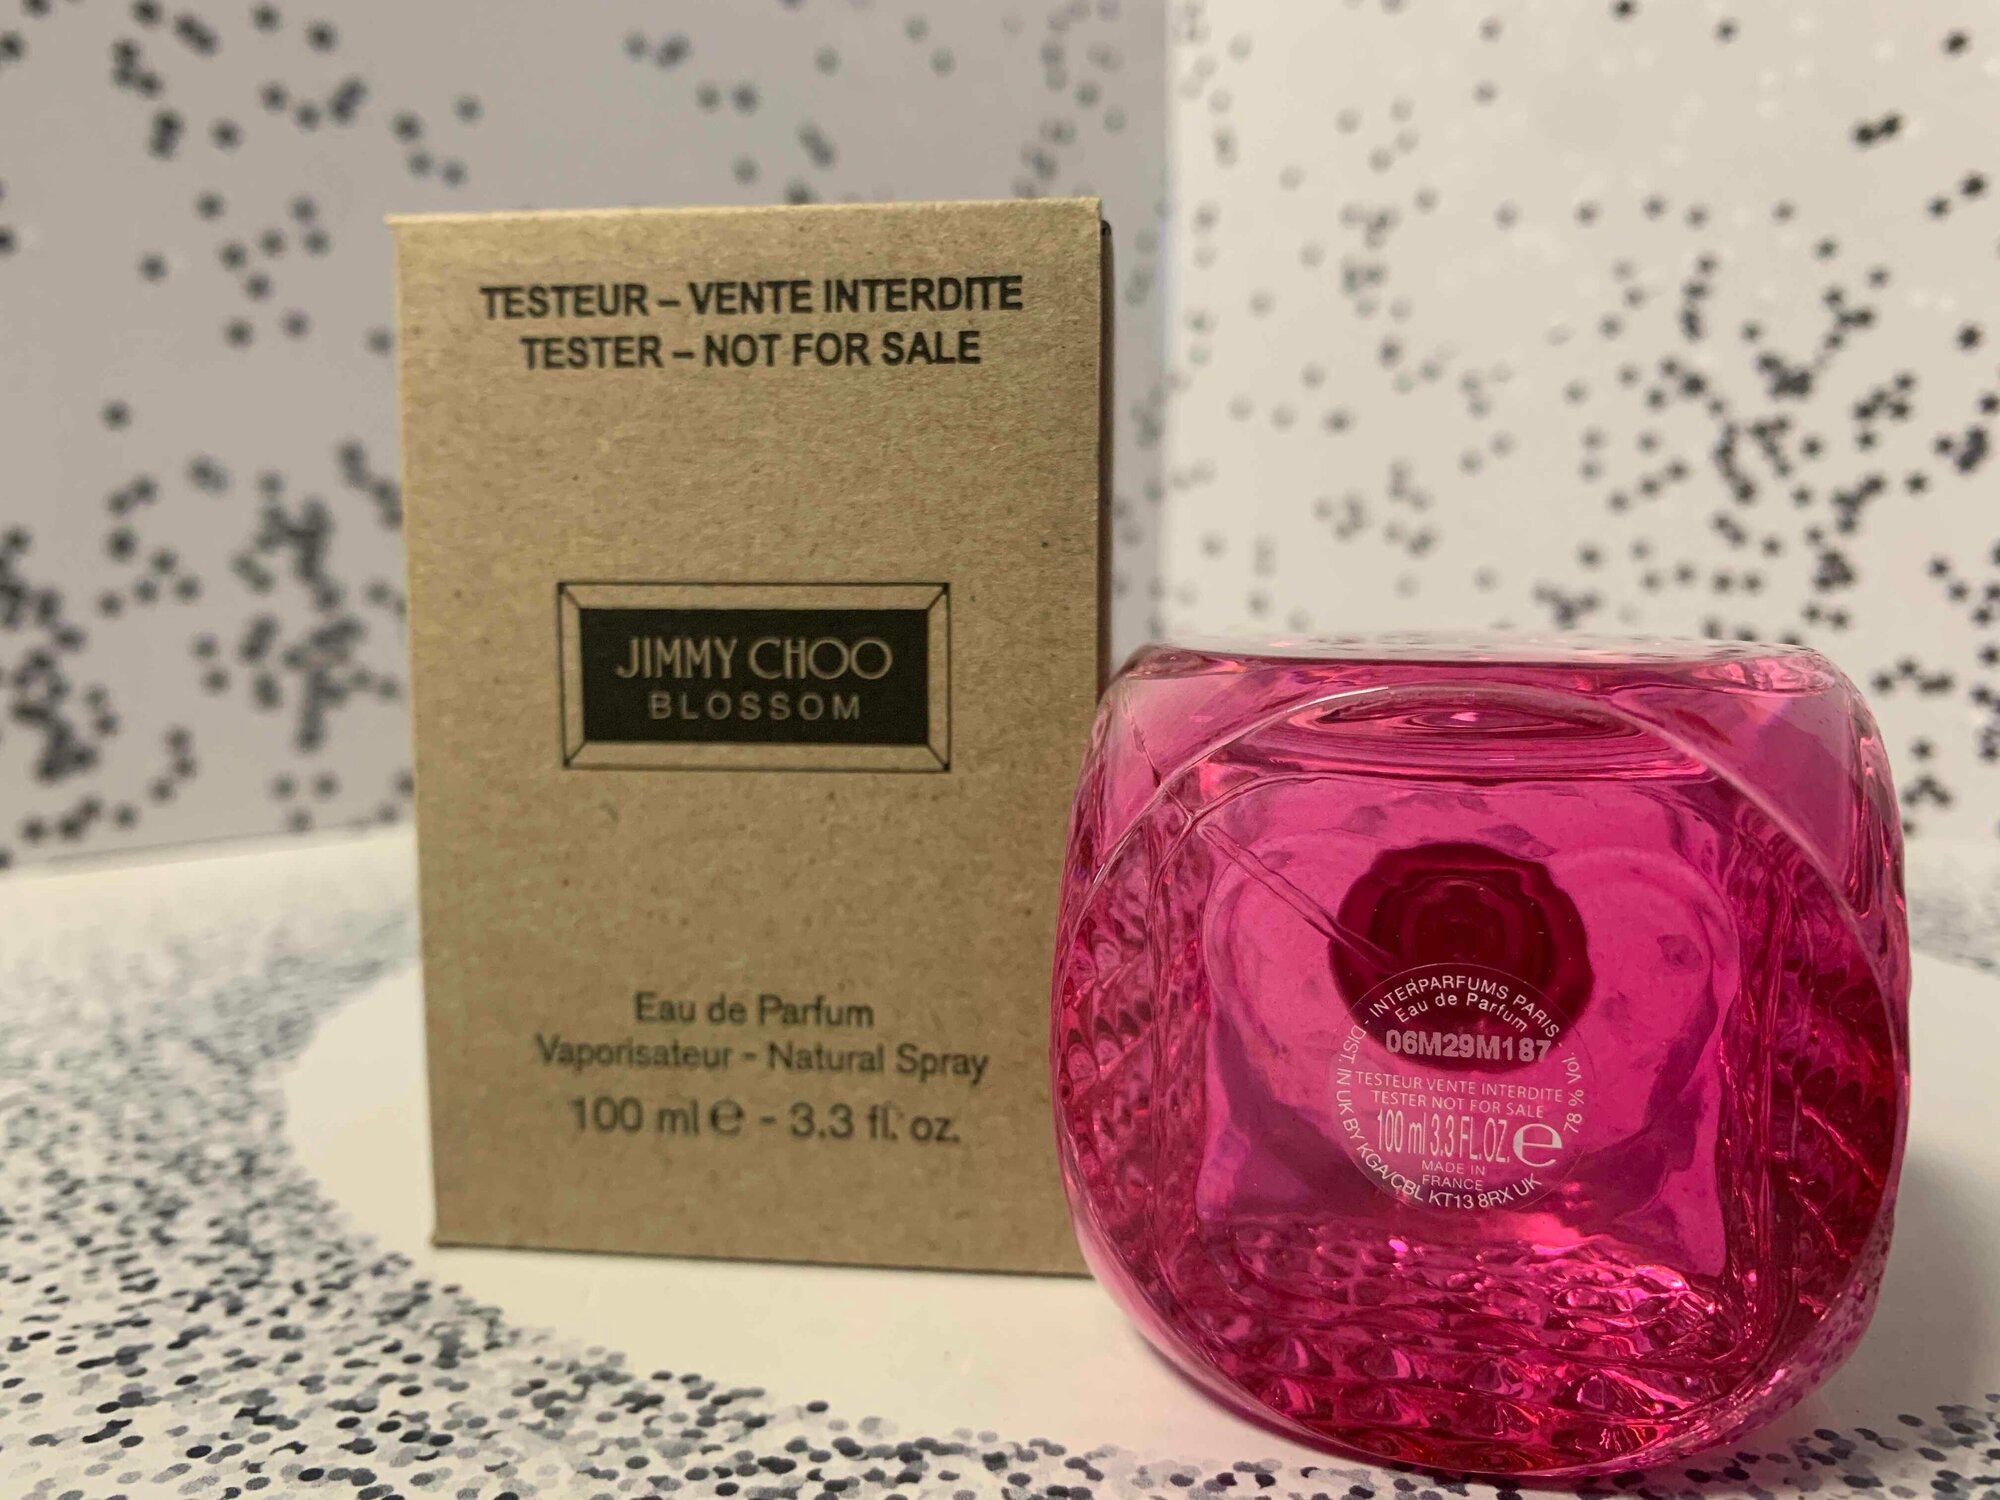 TESTEUR – VENTE INTERDITE
TESTER – NOT FOR SALE
JIMMY CHOO
BLOSSOM
Eau de Parfum
Vaporisateur - Natural Spray
100 ml e - 3.3 fl. oz.
- INTERPARFUMS PARIS
Eau de Parfum
06M29M187
TESTEUR VENTE INTERDITE
TESTER NOT FOR SALE
100 ml 3.3 FL.OZ. e
MADE IN
FRANCE
78 % Vol
DIST. IN UK BY KGA/CBL KT13 8RX UK